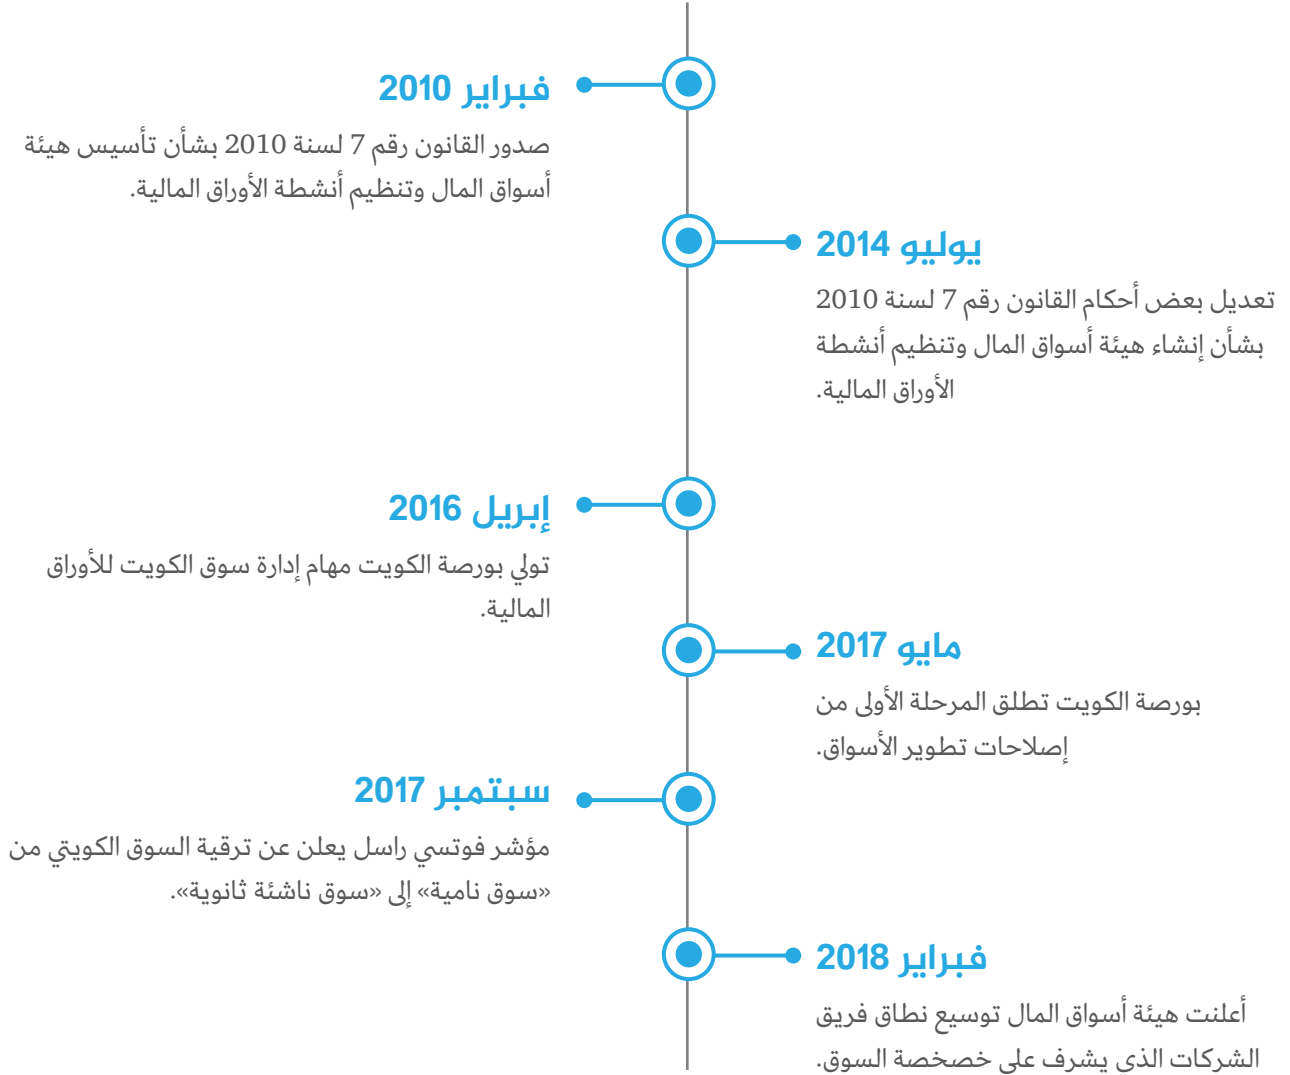 فبراير 2010
صدور القانون رقم 7 لسنة 2010 بشأن تأسيس هيئة
أسواق المال وتنظيم أنشطة الأوراق المالية.
يوليو 2014
تعديل بعض أحكام القانون رقم 7 لسنة 2010
بشأن إنشاء هيئة أسواق المال وتنظيم أنشطة
الأوراق المالية.
إبريل 2016
تولي بورصة الكويت مهام إدارة سوق الكويت للأوراق
المالية.
مايو 2017
بورصة الكويت تطلق المرحلة الأولى من
إصلاحات تطوير الأسواق.
سبتمبر 2017
مؤشر فوتسي راسل يعلن عن ترقية السوق الكويتي من
«سوق نامية» إلى «سوق ناشئة ثانوية».
فبراير 2018
أعلنت هيئة أسواق المال توسيع نطاق فريق
الشركات الذي يشرف على خصخصة السوق.